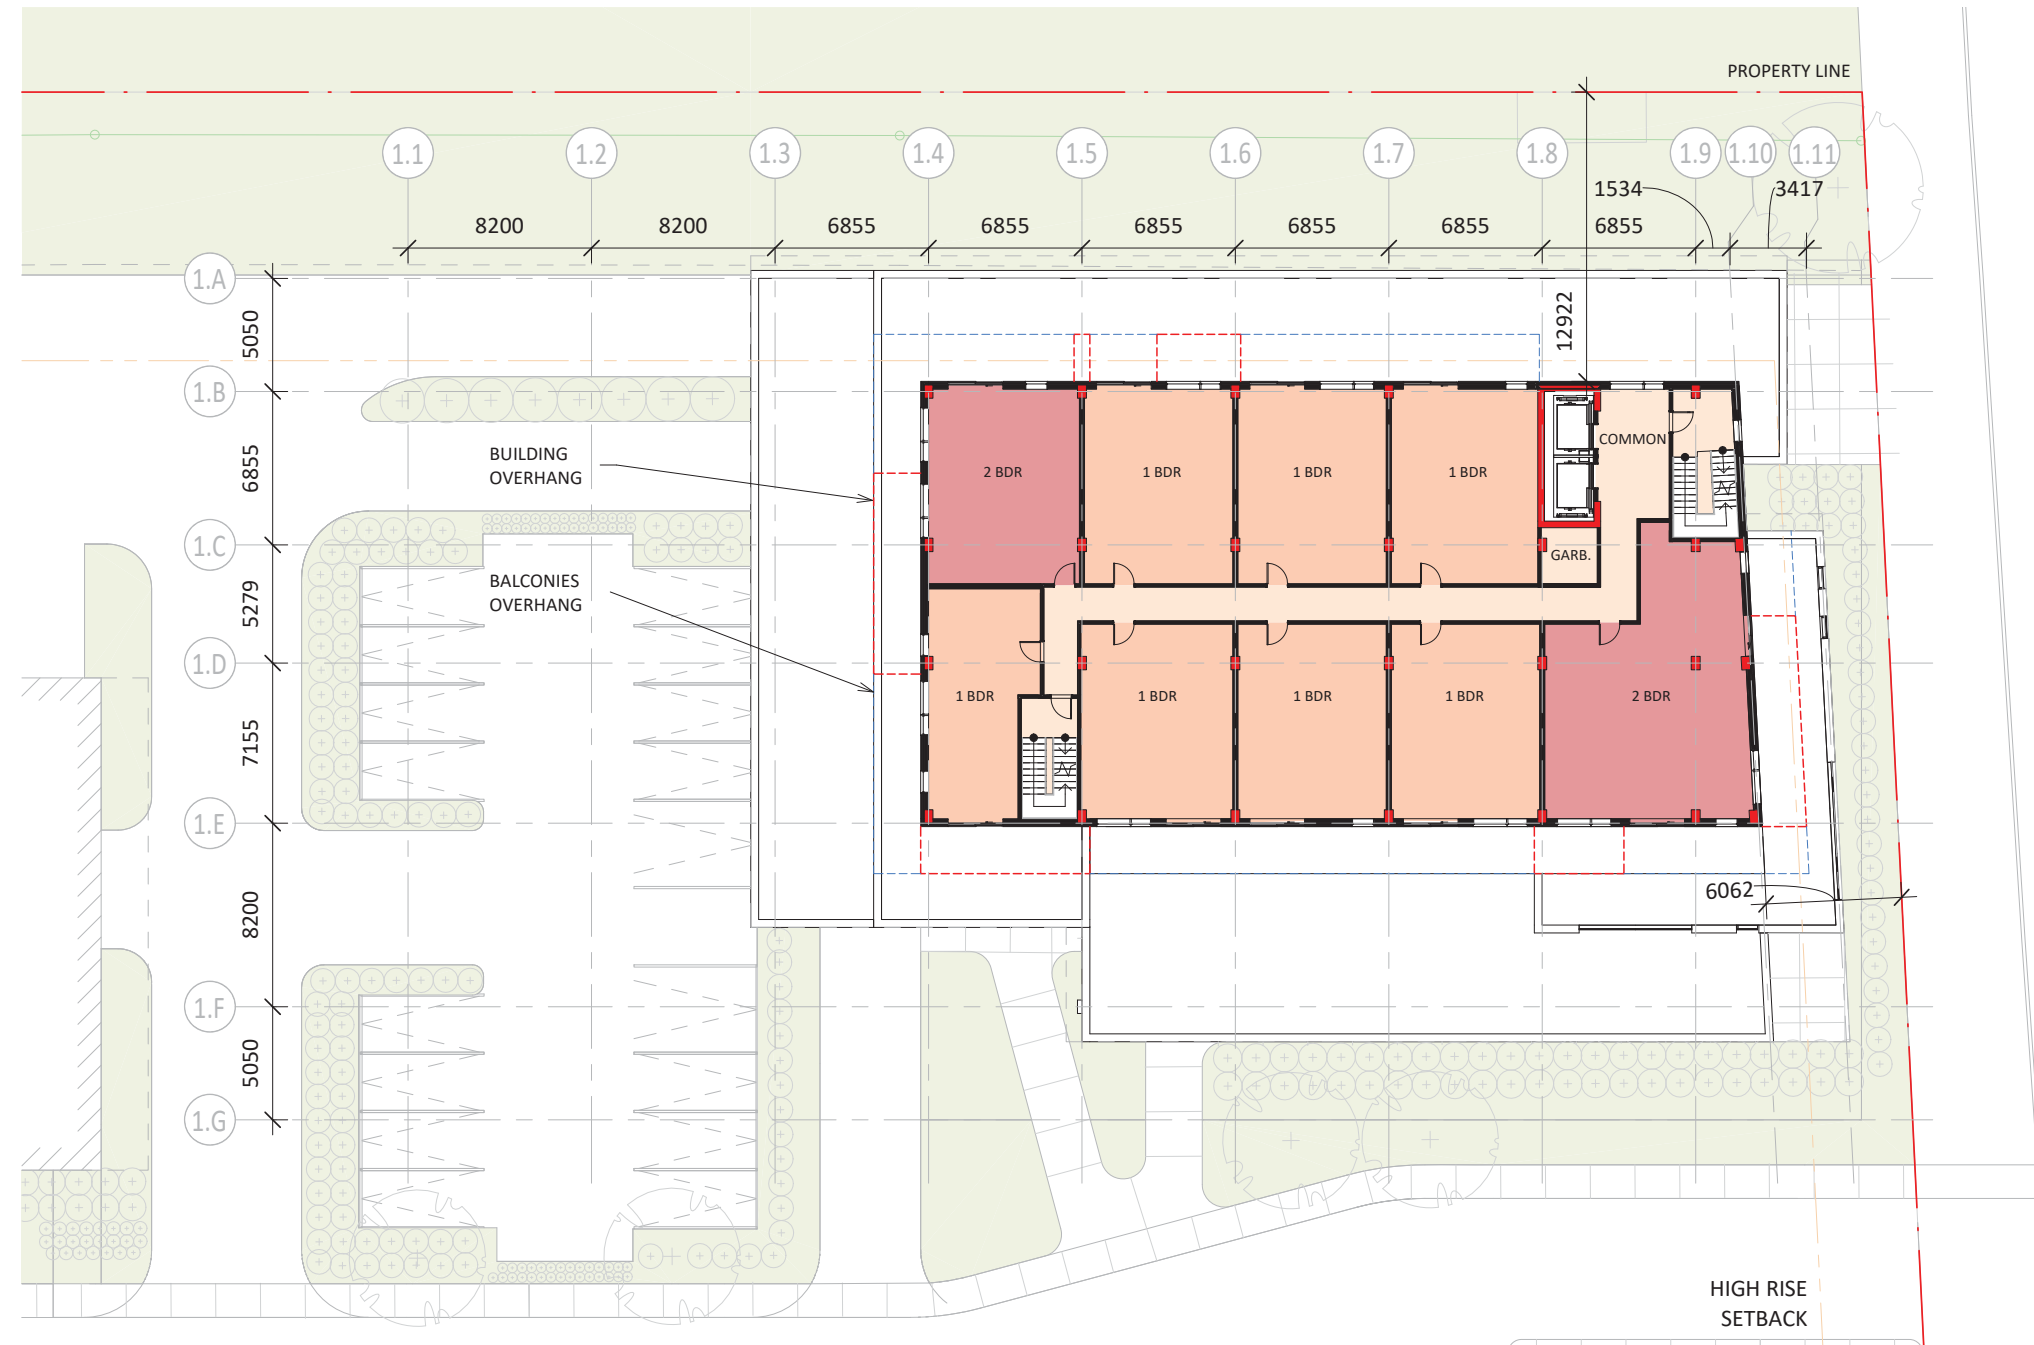 PROPERTY LINE
1.1
1.2
1.3
1.4
1.5
1.6
1.7
1.8
1.9
1.10
1.11
1534
3417
8200
8200
6855
6855
6855
6855
6855
6855
1.A
5050
12922
1.B
6855
BUILDING
OVERHANG
COMMON
2 BDR
1 BDR
1 BDR
1 BDR
1.C
GARB.
5279
BALCONIES
OVERHANG
1.D
7155
1 BDR
1 BDR
1 BDR
1 BDR
2 BDR
1.E
8200
6062
1.F
5050
1.G
HIGH RISE
SETBACK